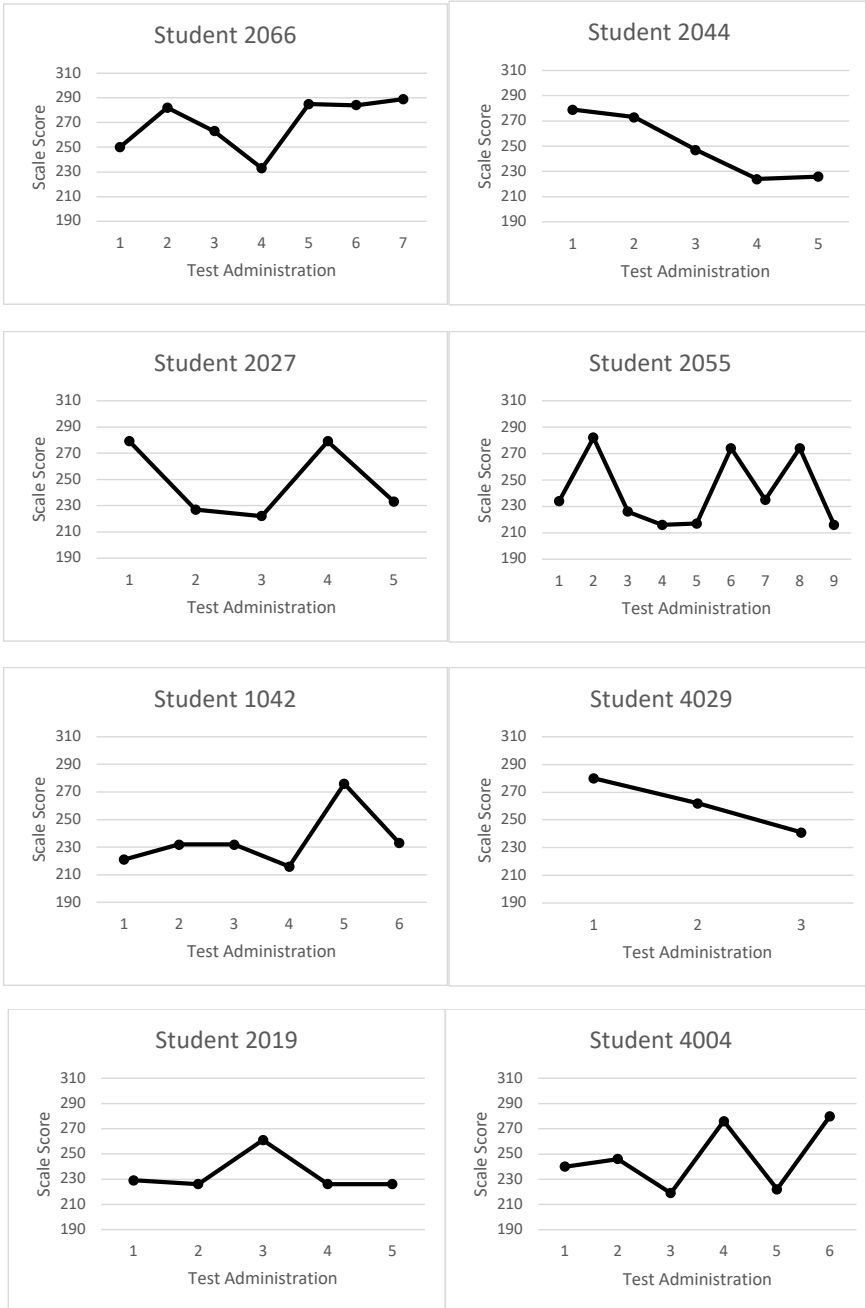 Student 2066
310
290
270
250
230
210
190
Scale Score
1 2 3 4 5 6 7
Test Administration
Student 2044
310
290
270
250
230
210
190
Scale Score
1 2 3 4 5
Test Administration
Student 2027
310
290
270
250
230
210
190
Scale Score
1 2 3 4 5
Test Administration
Student 2055
310
290
270
250
230
210
190
Scale Score
1 2 3 4 5 6 7 8 9
Test Administration
Student 1042
310
290
270
250
230
210
190
Scale Score
1 2 3 4 5 6
Test Administration
Student 4029
310
290
270
250
230
210
190
Scale Score
1 2 3
Test Administration
Student 2019
310
290
270
250
230
210
190
Scale Score
1 2 3 4 5
Test Administration
Student 4004
310
290
270
250
230
210
190
Scale Score
1 2 3 4 5 6
Test Administration